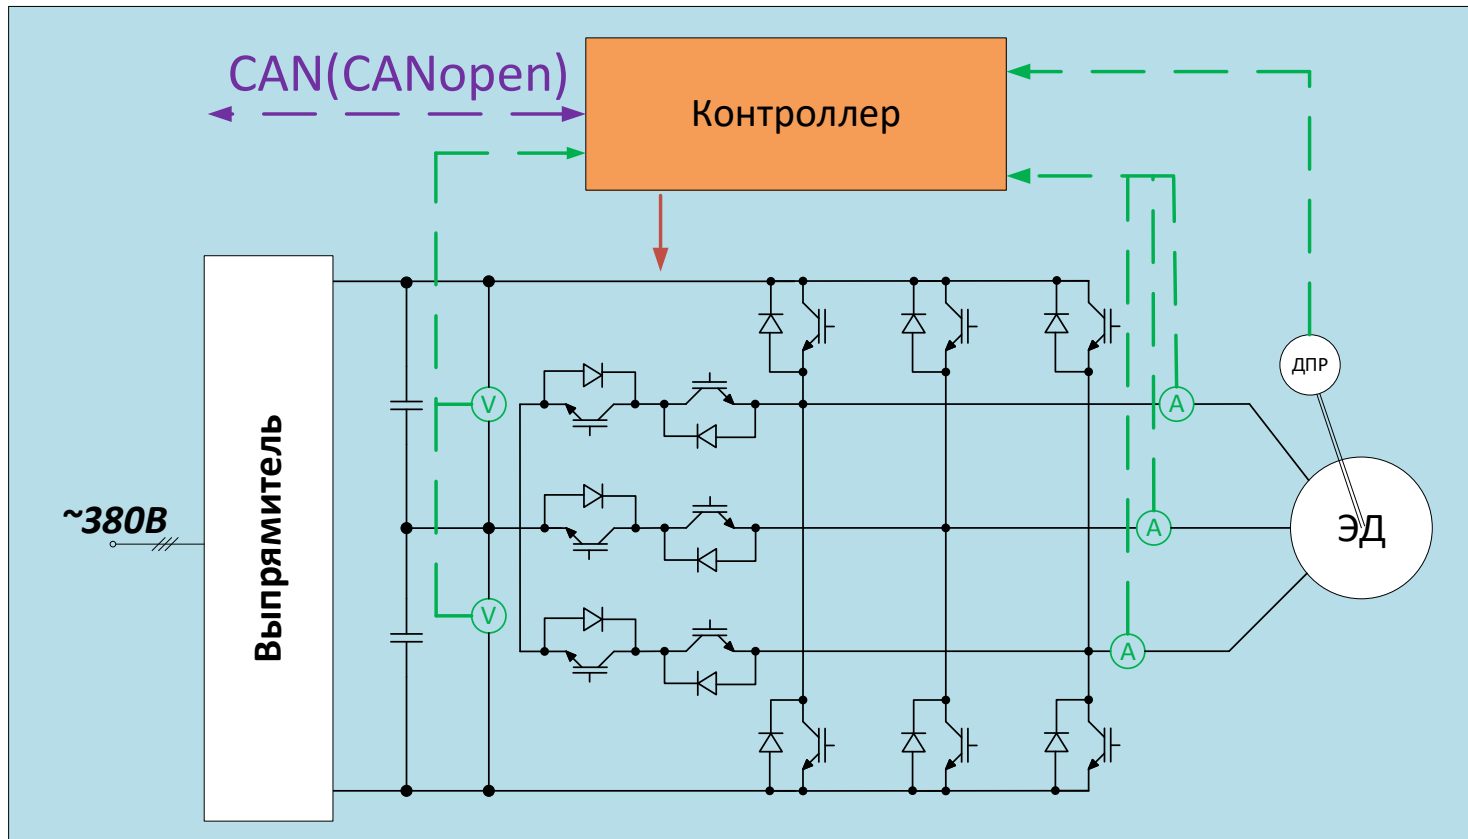 CAN(CANopen)
Контроллер
ДПР
V
A
~380В
Выпрямитель
A
ЭД
V
A